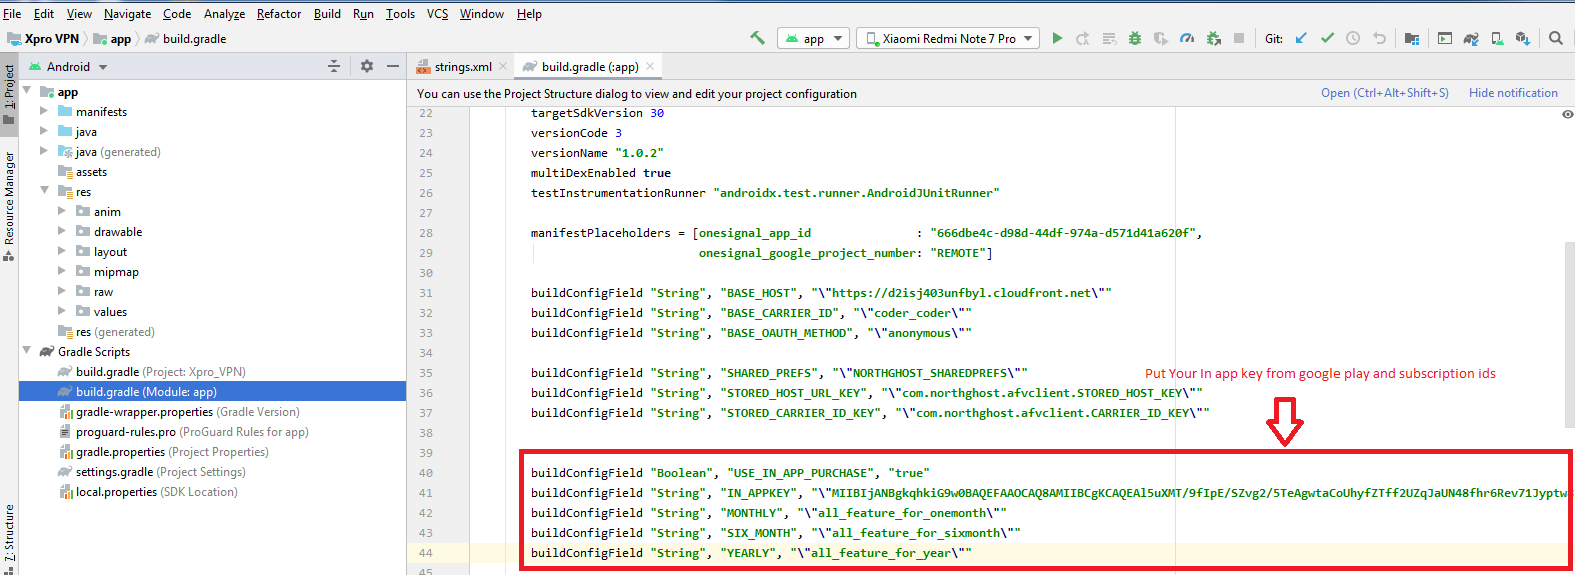 File Edit View Navigate Code Analyze Refactor Build Run Tools VCS Window Help
Xpro VPN app build.gradle app Xiaomi Redmi Note 7 Pro Git:
Android strings.xml build.gradle (:app)
You can use the Project Structure dialog to view and edit your project configuration Open (Ctrl+Alt+Shift+S) Hide notification
1: Project
Resource Manager
7: Structure
app
manifests
java
java (generated)
assets
res
anim
drawable
layout
mipmap
raw
values
res (generated)
Gradle Scripts
build.gradle (Project: Xpro_VPN)
build.gradle (Module: app)
gradle-wrapper.properties (Gradle Version)
proguard-rules.pro (ProGuard Rules for app)
gradle.properties (Project Properties)
settings.gradle (Project Settings)
local.properties (SDK Location)
22 targetSdkVersion 30
23 versionCode 3
24 versionName "1.0.2"
25 multiDexEnabled true
26 testInstrumentationRunner "androidx.test.runner.AndroidJUnitRunner"
27
28 manifestPlaceholders = [onesignal_app_id : "666dbe4c-d98d-44df-974a-d571d41a620f",
29 onesignal_google_project_number: "REMOTE"]
30
31 buildConfigField "String", "BASE_HOST", "\"https://d2isj403unfbyl.cloudfront.net\""
32 buildConfigField "String", "BASE_CARRIER_ID", "\"coder_coder\""
33 buildConfigField "String", "BASE_OAUTH_METHOD", "\"anonymous\""
34
35 buildConfigField "String", "SHARED_PREFS", "\"NORTHGHOST_SHAREDPREFS\""
Put Your In app key from google play and subscription ids
36 buildConfigField "String", "STORED_HOST_URL_KEY", "\"com.northghost.afvclient.STORED_HOST_KEY\""
37 buildConfigField "String", "STORED_CARRIER_ID_KEY", "\"com.northghost.afvclient.CARRIER_ID_KEY\""
38
39
40 buildConfigField "Boolean", "USE_IN_APP_PURCHASE", "true"
41 buildConfigField "String", "IN_APPKEY", "\"MIIBIjANBgkqhkiG9w0BAQEFAAOCAQ8AMIIBCgKCAQEAl5uXMT/9fIpE/SZvg2/5TeAgwtaCoUhyfZTff2UZqJaUN48fhr6Rev71Jyptw
42 buildConfigField "String", "MONTHLY", "\"all_feature_for_onemonth\""
43 buildConfigField "String", "SIX_MONTH", "\"all_feature_for_sixmonth\""
44 buildConfigField "String", "YEARLY", "\"all_feature_for_year\""
45